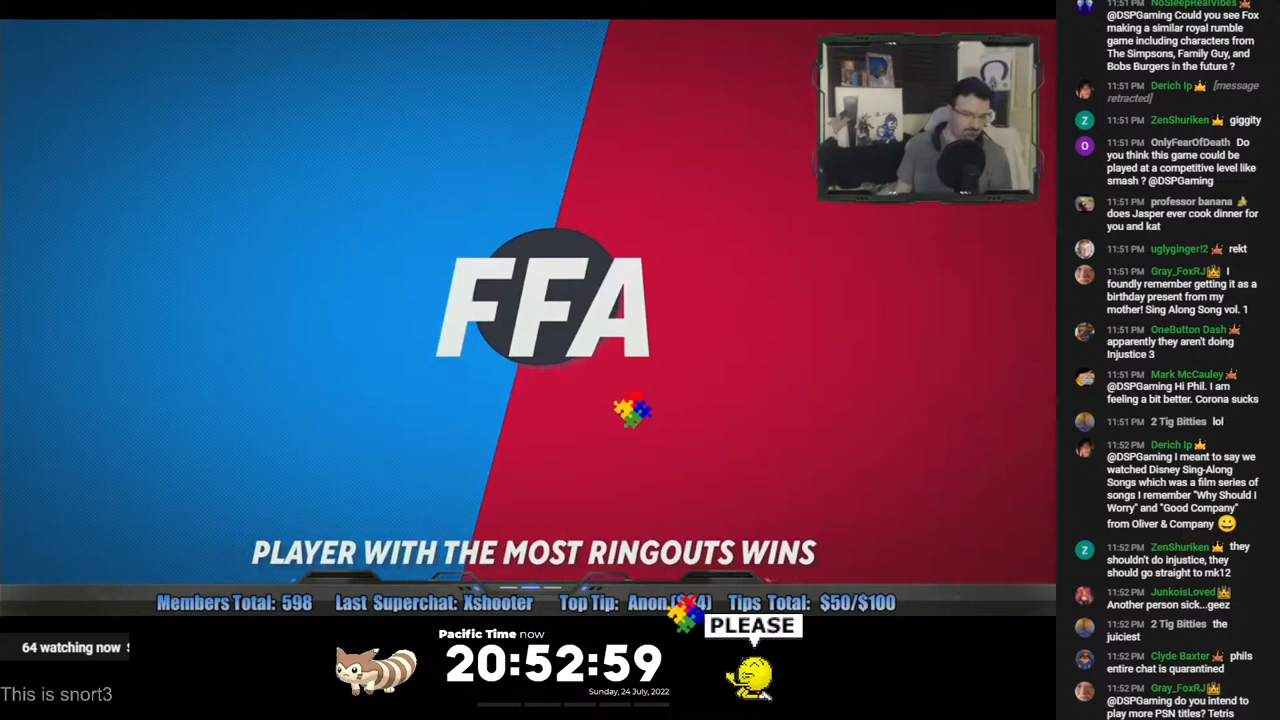 FFA
PLAYER WITH THE MOST RINGOUTS WINS
Members Total: 598 Last Superchat: Xshooter Top Tip: Anon Tips Total: $50/$100
64 watching now
PLEASE
Pacific Time now
20:52:59
Sunday, 24 July, 2022
This is snort3
11:51 PM NoSleepRealVibes
@DSPGaming Could you see Fox
making a similar royal rumble
game including characters from
The Simpsons, Family Guy, and
Bobs Burgers in the future ?
11:51 PM Derich Ip [message
retracted]
11:51 PM ZenShuriken giggity
11:51 PM OnlyFearOfDeath Do
you think this game could be
played at a competitive level like
smash ? @DSPGaming
11:51 PM professor banana
does Jasper ever cook dinner for
you and kat
11:51 PM uglyginger!2 rekt
11:51 PM Gray_FoxRJ I
foundly remember getting it as a
birthday present from my
mother! Sing Along Song vol. 1
11:51 PM OneButton Dash
apparently they aren't doing
Injustice 3
11:51 PM Mark McCauley
@DSPGaming Hi Phil. I am
feeling a bit better. Corona sucks
11:51 PM 2 Tig Bitties lol
11:52 PM Derich Ip
@DSPGaming I meant to say we
watched Disney Sing-Along
Songs which was a film series of
songs I remember "Why Should I
Worry" and "Good Company"
from Oliver & Company
11:52 PM ZenShuriken they
shouldn't do injustice, they
should go straight to mk12
11:52 PM JunkoisLoved
Another person sick...geez
11:52 PM 2 Tig Bitties the
juiciest
11:52 PM Clyde Baxter phils
entire chat is quarantined
11:52 PM Gray_FoxRJ
@DSPGaming do you intend to
play more PSN titles? Tetris